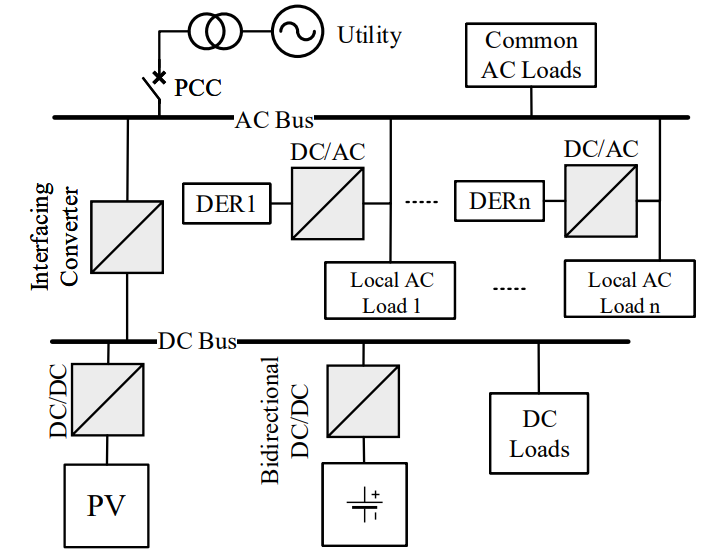 Utility
Common
AC Loads
PCC
AC Bus
DC/AC
DC/AC
DER1
DERn
Interfacing
Converter
Local AC
Load 1
Local AC
Load n
DC Bus
DC/DC
Bidirectional
DC/DC
DC
Loads
PV
+
-